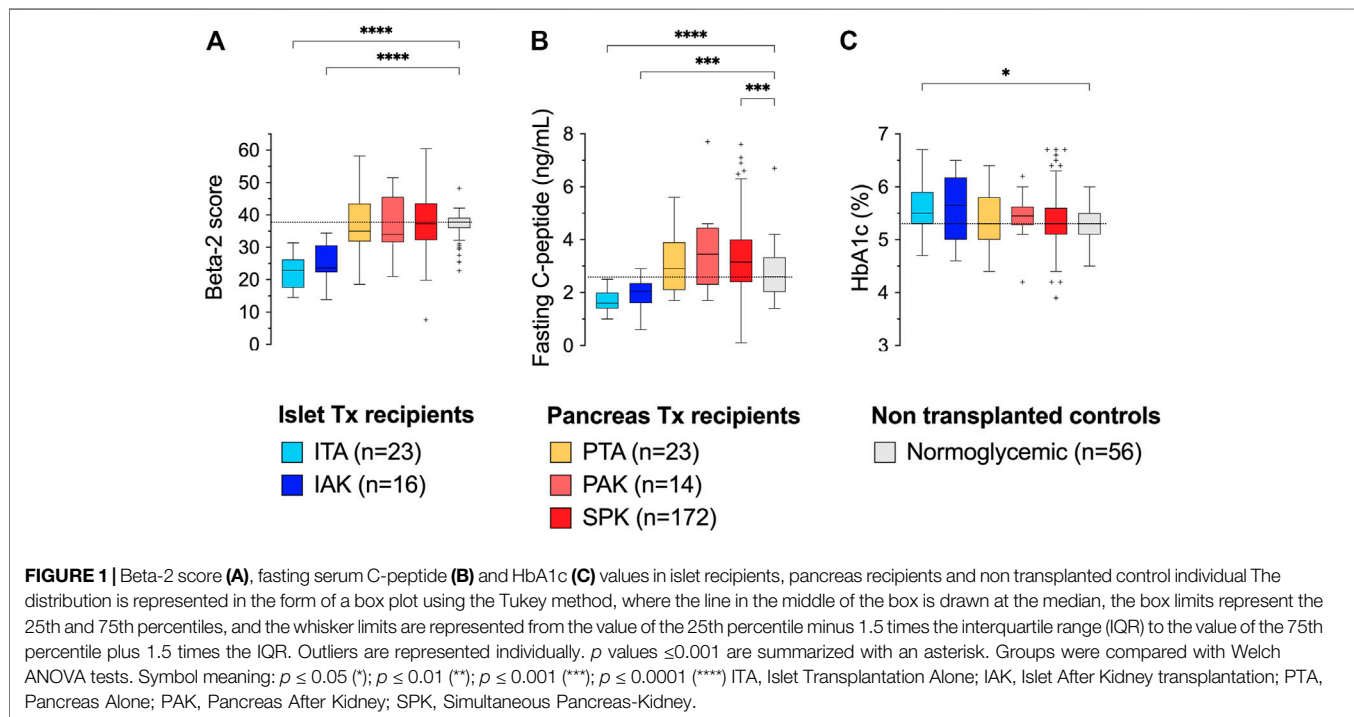 A
****
****
Beta-2 score
60
50
40
30
20
10
0
B
****
***
***
Fasting C-peptide (ng/mL)
8
6
4
2
0
C
*
HbA1c (%)
7
6
5
4
3
Islet Tx recipients
ITA (n=23)
IAK (n=16)
Pancreas Tx recipients
PTA (n=23)
PAK (n=14)
SPK (n=172)
Non transplanted controls
Normoglycemic (n=56)
FIGURE 1 | Beta-2 score (A), fasting serum C-peptide (B) and HbA1c (C) values in islet recipients, pancreas recipients and non transplanted control individual The
distribution is represented in the form of a box plot using the Tukey method, where the line in the middle of the box is drawn at the median, the box limits represent the
25th and 75th percentiles, and the whisker limits are represented from the value of the 25th percentile minus 1.5 times the interquartile range (IQR) to the value of the
75th percentile plus 1.5 times the IQR. Outliers are represented individually. p values ≤0.001 are summarized with an asterisk. Groups were compared with Welch
ANOVA tests. Symbol meaning: p ≤ 0.05 (*); p ≤ 0.01 (**); p ≤ 0.001 (***); p ≤ 0.0001 (****) ITA, Islet Transplantation Alone; IAK, Islet After Kidney transplantation; PTA,
Pancreas Alone; PAK, Pancreas After Kidney; SPK, Simultaneous Pancreas-Kidney.